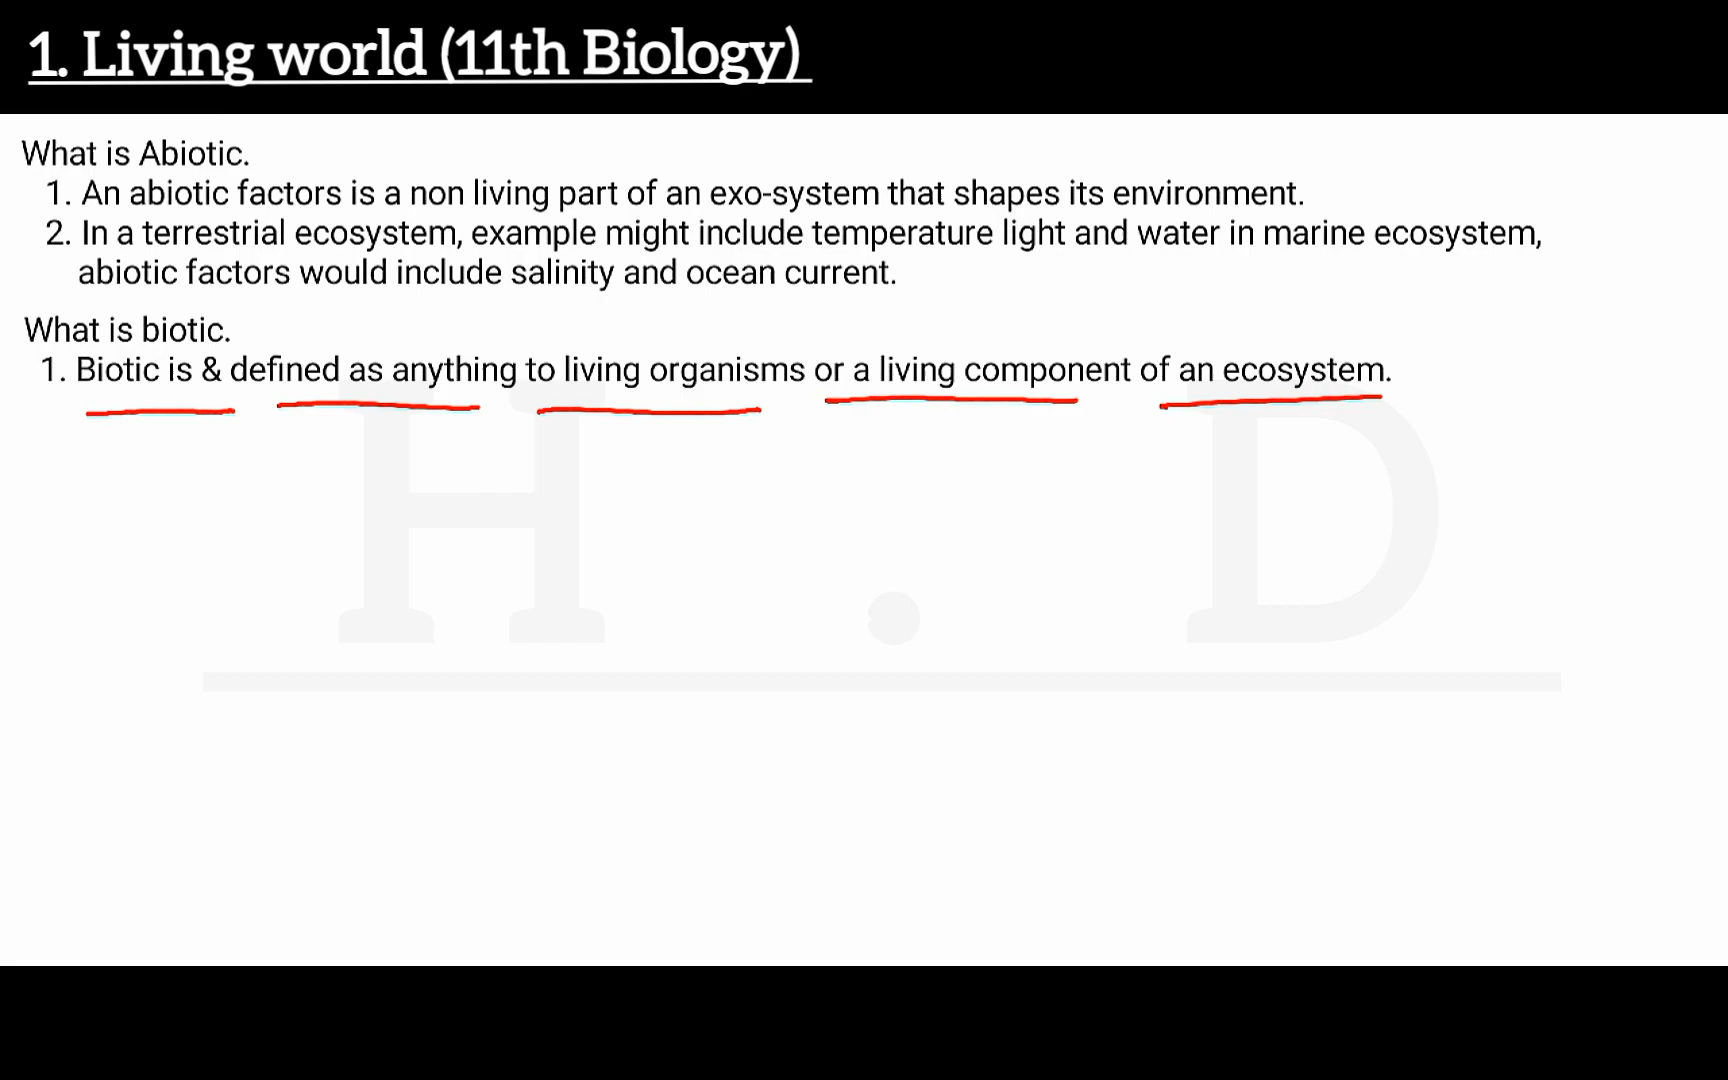 1. Living world (11th Biology)
What is Abiotic.
1. An abiotic factors is a non living part of an exo-system that shapes its environment.
2. In a terrestrial ecosystem, example might include temperature light and water in marine ecosystem,
abiotic factors would include salinity and ocean current.
What is biotic.
1. Biotic is & defined as anything to living organisms or a living component of an ecosystem.
H . D